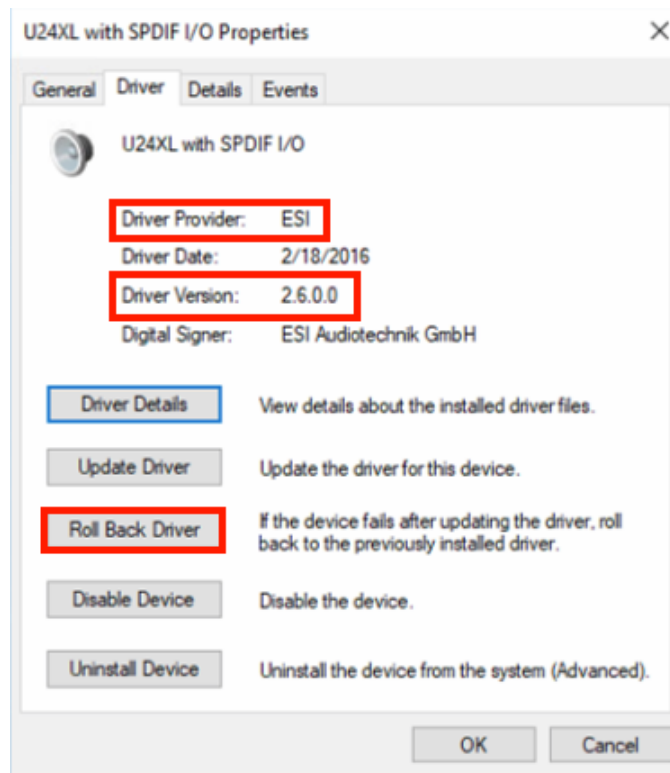 U24XL with SPDIF I/O Properties
General Driver Details Events
U24XL with SPDIF I/O
Driver Provider: ESI
Driver Date: 2/18/2016
Driver Version: 2.6.0.0
Digital Signer: ESI Audiotechnik GmbH
Driver Details View details about the installed driver files.
Update Driver Update the driver for this device.
Roll Back Driver If the device fails after updating the driver, roll
back to the previously installed driver.
Disable Device Disable the device.
Uninstall Device Uninstall the device from the system (Advanced).
OK Cancel